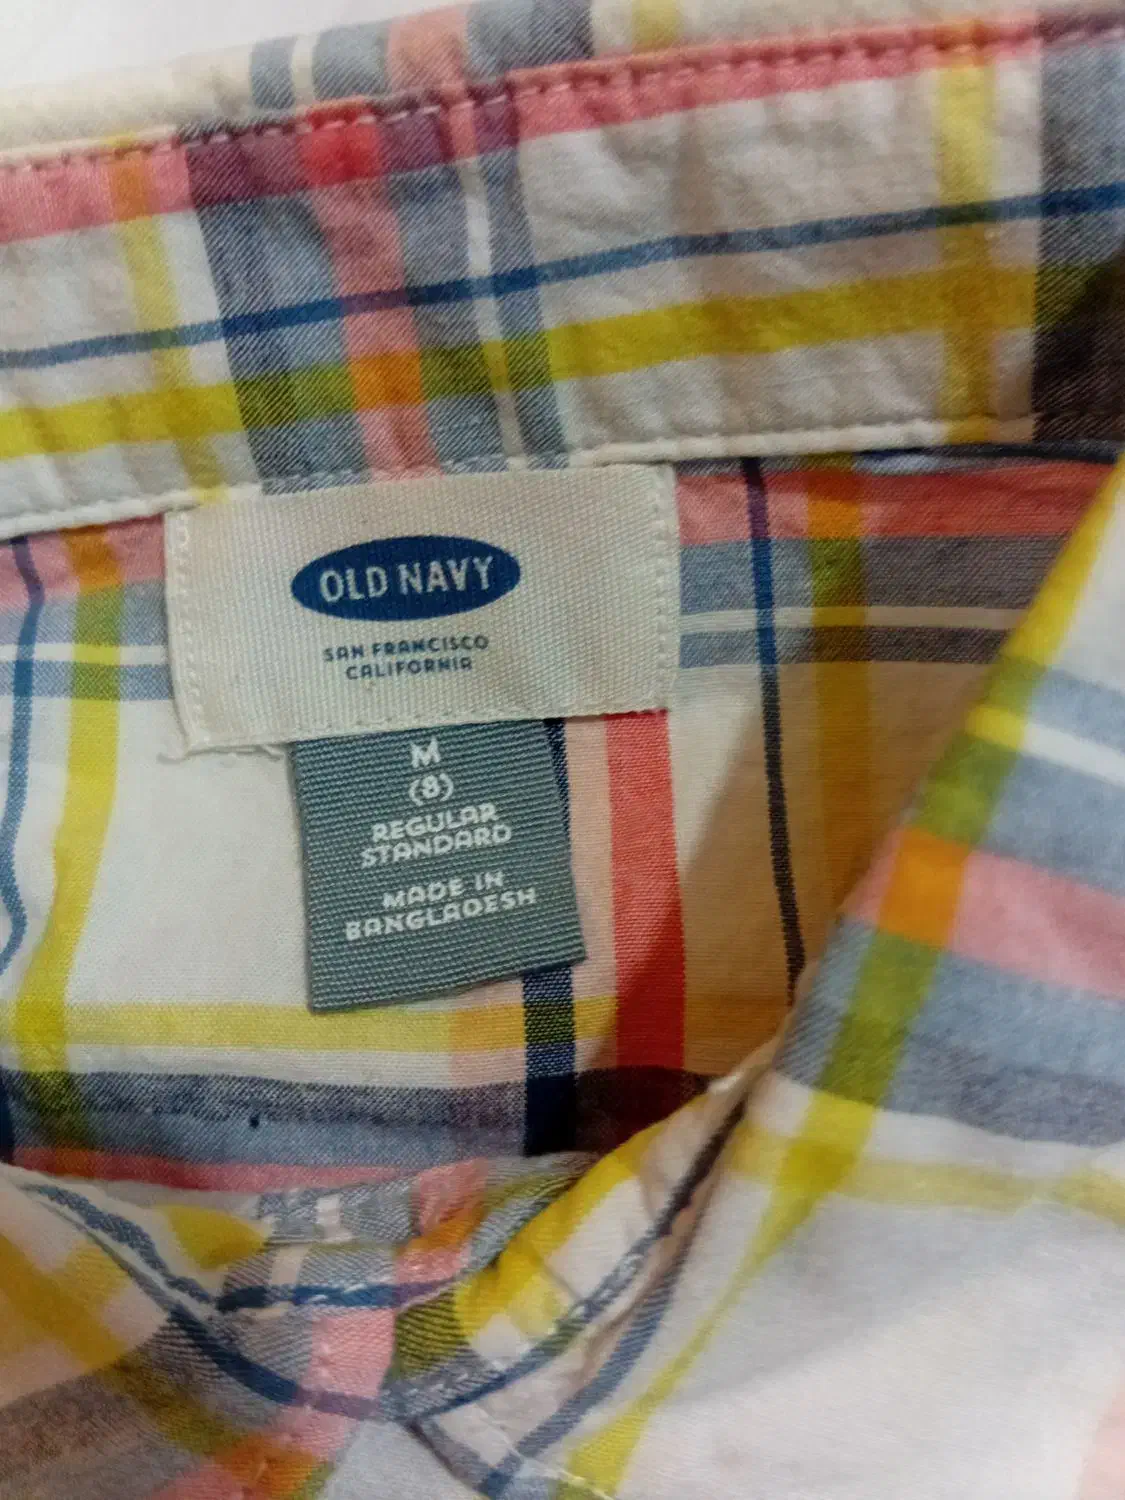 OLD NAVY
SAN FRANCISCO
CALIFORNIA
M
(8)
REGULAR
STANDARD
MADE IN
BANGLADESH